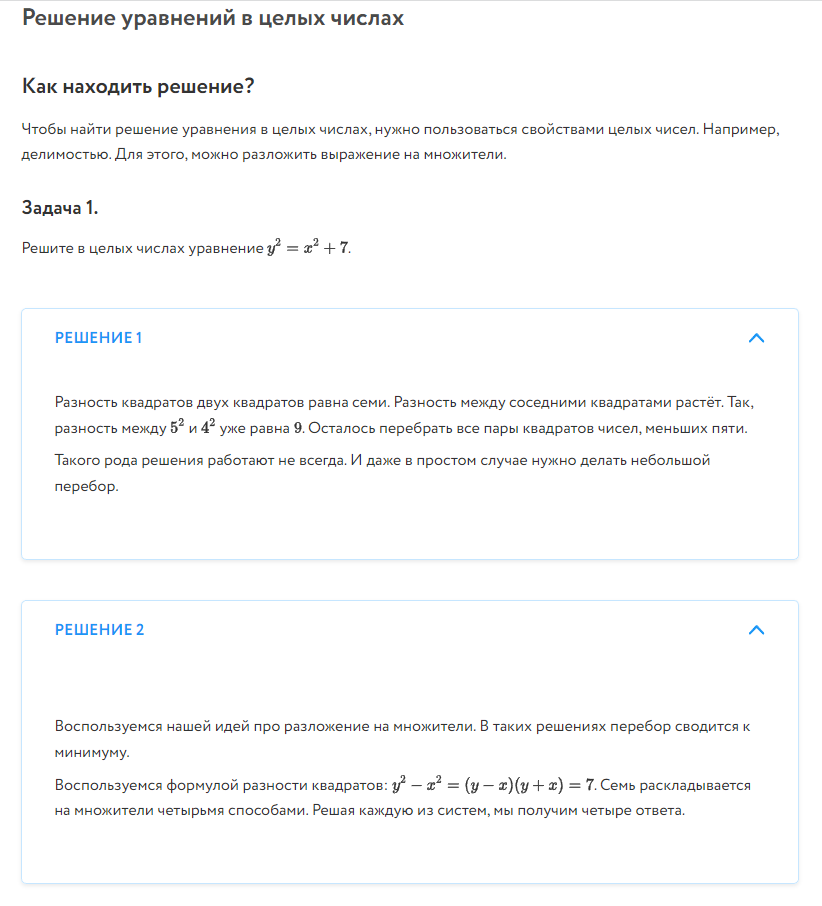 Решение уравнений в целых числах
Как находить решение?
Чтобы найти решение уравнения в целых числах, нужно пользоваться свойствами целых чисел. Например,
делимостью. Для этого, можно разложить выражение на множители.
Задача 1.
Решите в целых числах уравнение y² = x² + 7.
РЕШЕНИЕ 1
Разность квадратов двух квадратов равна семи. Разность между соседними квадратами растёт. Так,
разность между 5² и 4² уже равна 9. Осталось перебрать все пары квадратов чисел, меньших пяти.
Такого рода решения работают не всегда. И даже в простом случае нужно делать небольшой
перебор.
РЕШЕНИЕ 2
Воспользуемся нашей идеей про разложение на множители. В таких решениях перебор сводится к
минимуму.
Воспользуемся формулой разности квадратов: y² − x² = (y − x)(y + x) = 7. Семь раскладывается
на множители четырьмя способами. Решая каждую из систем, мы получим четыре ответа.